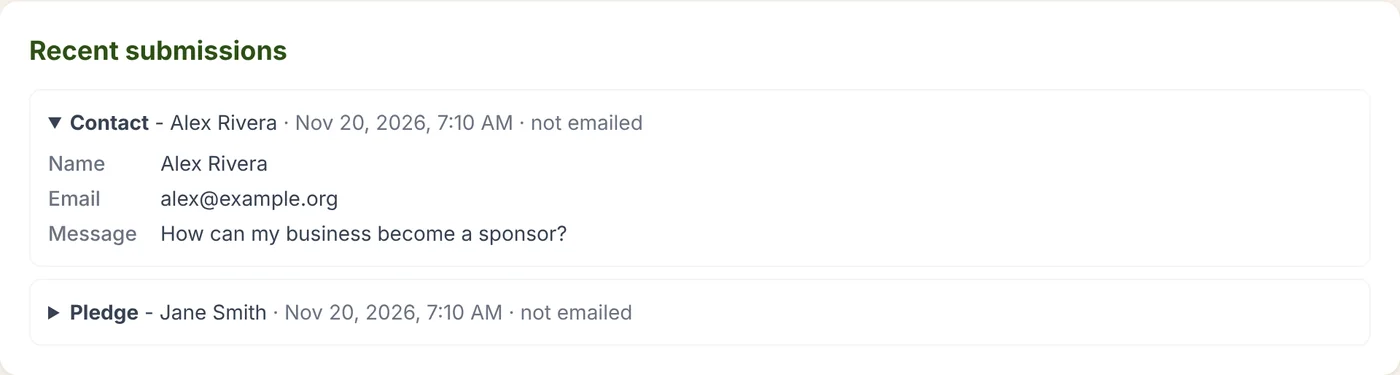 Recent submissions
Contact - Alex Rivera · Nov 20, 2026, 7:10 AM · not emailed
Name Alex Rivera
Email alex@example.org
Message How can my business become a sponsor?
Pledge - Jane Smith · Nov 20, 2026, 7:10 AM · not emailed